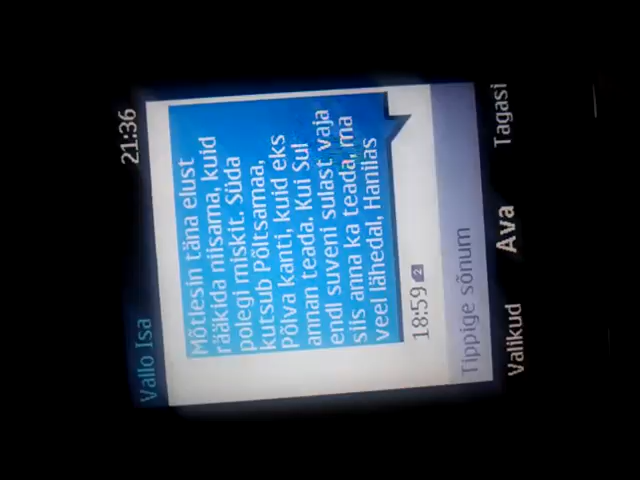 Vallo Isa 21:36
Mõtlesin täna elust
rääkida niisama, kuid
polegi miskit. Süda
kutsub Põltsamaa,
Põlva kanti, kuid eks
annan teada. Kui Sul
endi suveni sulast vaja
siis anna ka teada, ma
veel lähedal, Hanilas
18:59 2
Tippige sõnum
Valikud Ava Tagasi